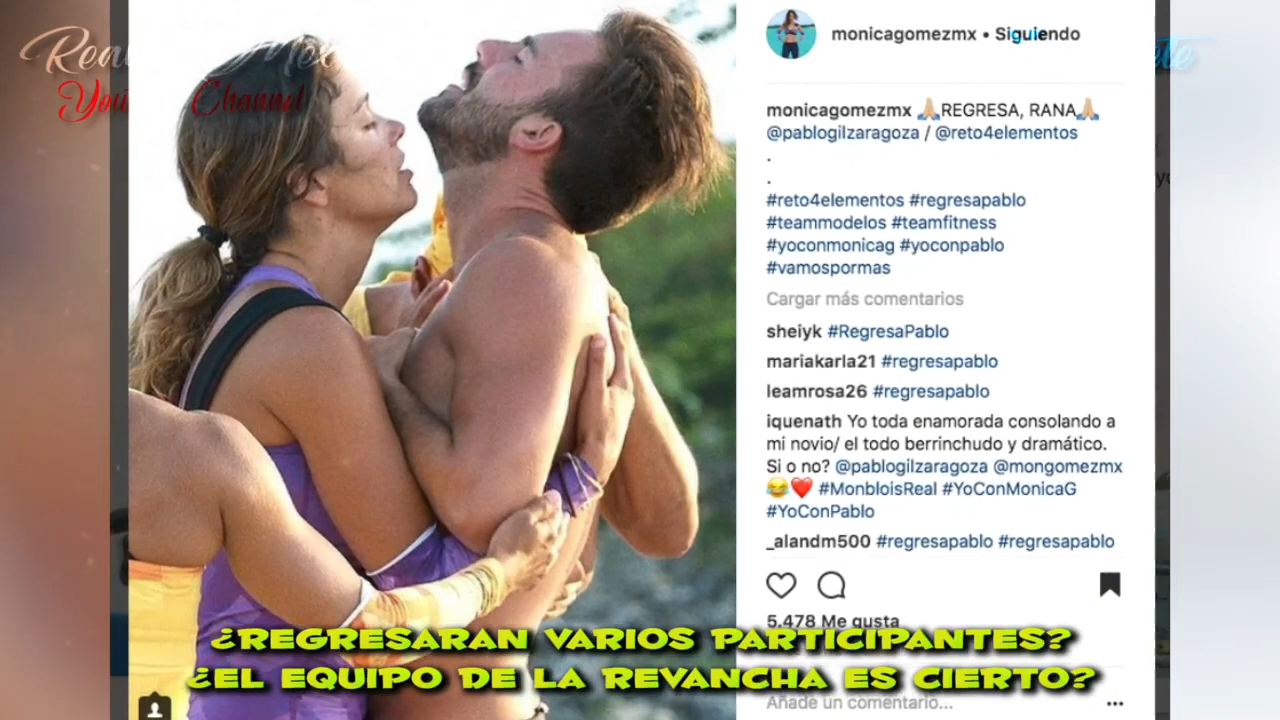 monicagomezmx • Siguiendo
monicagomezmx 🙏REGRESA, RANA🙏
@pablogilzaragoza / @reto4elementos
.
.
#reto4elementos #regresapablo
#teammodelos #teamfitness
#yoconmonicag #yoconpablo
#vamospormas
Cargar más comentarios
sheiyk #RegresaPablo
mariakarla21 #regresapablo
leamrosa26 #regresapablo
iquenath Yo toda enamorada consolando a
mi novio/ el todo berrinchudo y dramático.
Si o no? @pablogilzaragoza @mongomezmx
😂❤️ #MonbloisReal #YoConMonicaG
#YoConPablo
_alandm500 #regresapablo #regresapablo
5.478 Me gusta
¿REGRESARAN VARIOS PARTICIPANTES?
¿EL EQUIPO DE LA REVANCHA ES CIERTO?
Añade un comentario...
Channel